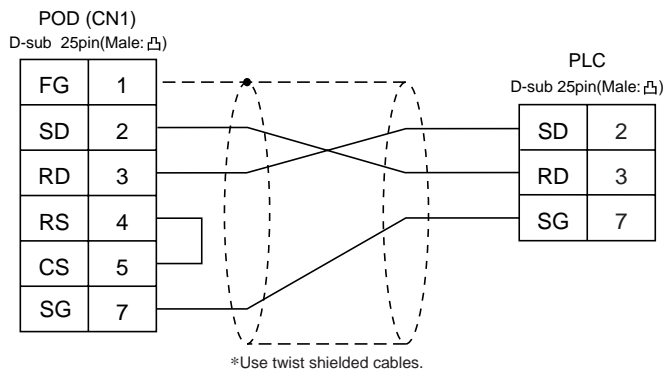 POD (CN1)
D-sub 25pin(Male: 凸)
FG 1
SD 2
RD 3
RS 4
CS 5
SG 7
PLC
D-sub 25pin(Male: 凸)
SD 2
RD 3
SG 7
*Use twist shielded cables.